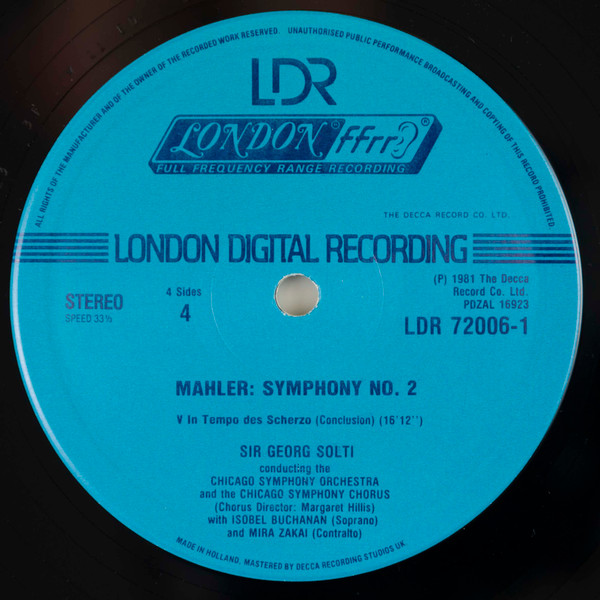 ALL RIGHTS OF THE MANUFACTURER AND OF THE OWNER OF THE RECORDED WORK RESERVED. UNAUTHORISED PUBLIC PERFORMANCE BROADCASTING AND COPYING OF THIS RECORD PROHIBITED
LDR
LONDON® ffrr®
FULL FREQUENCY RANGE RECORDING
THE DECCA RECORD CO. LTD.
LONDON DIGITAL RECORDING
(P) 1981 The Decca
Record Co. Ltd.
PDZAL 16923
LDR 72006-1
STEREO
SPEED 33⅓
4 Sides
4
MAHLER: SYMPHONY NO. 2
V In Tempo des Scherzo (Conclusion) (16'12'')
SIR GEORG SOLTI
conducting the
CHICAGO SYMPHONY ORCHESTRA
and the CHICAGO SYMPHONY CHORUS
(Chorus Director: Margaret Hillis)
with ISOBEL BUCHANAN (Soprano)
and MIRA ZAKAI (Contralto)
MADE IN HOLLAND. MASTERED BY DECCA RECORDING STUDIOS UK.